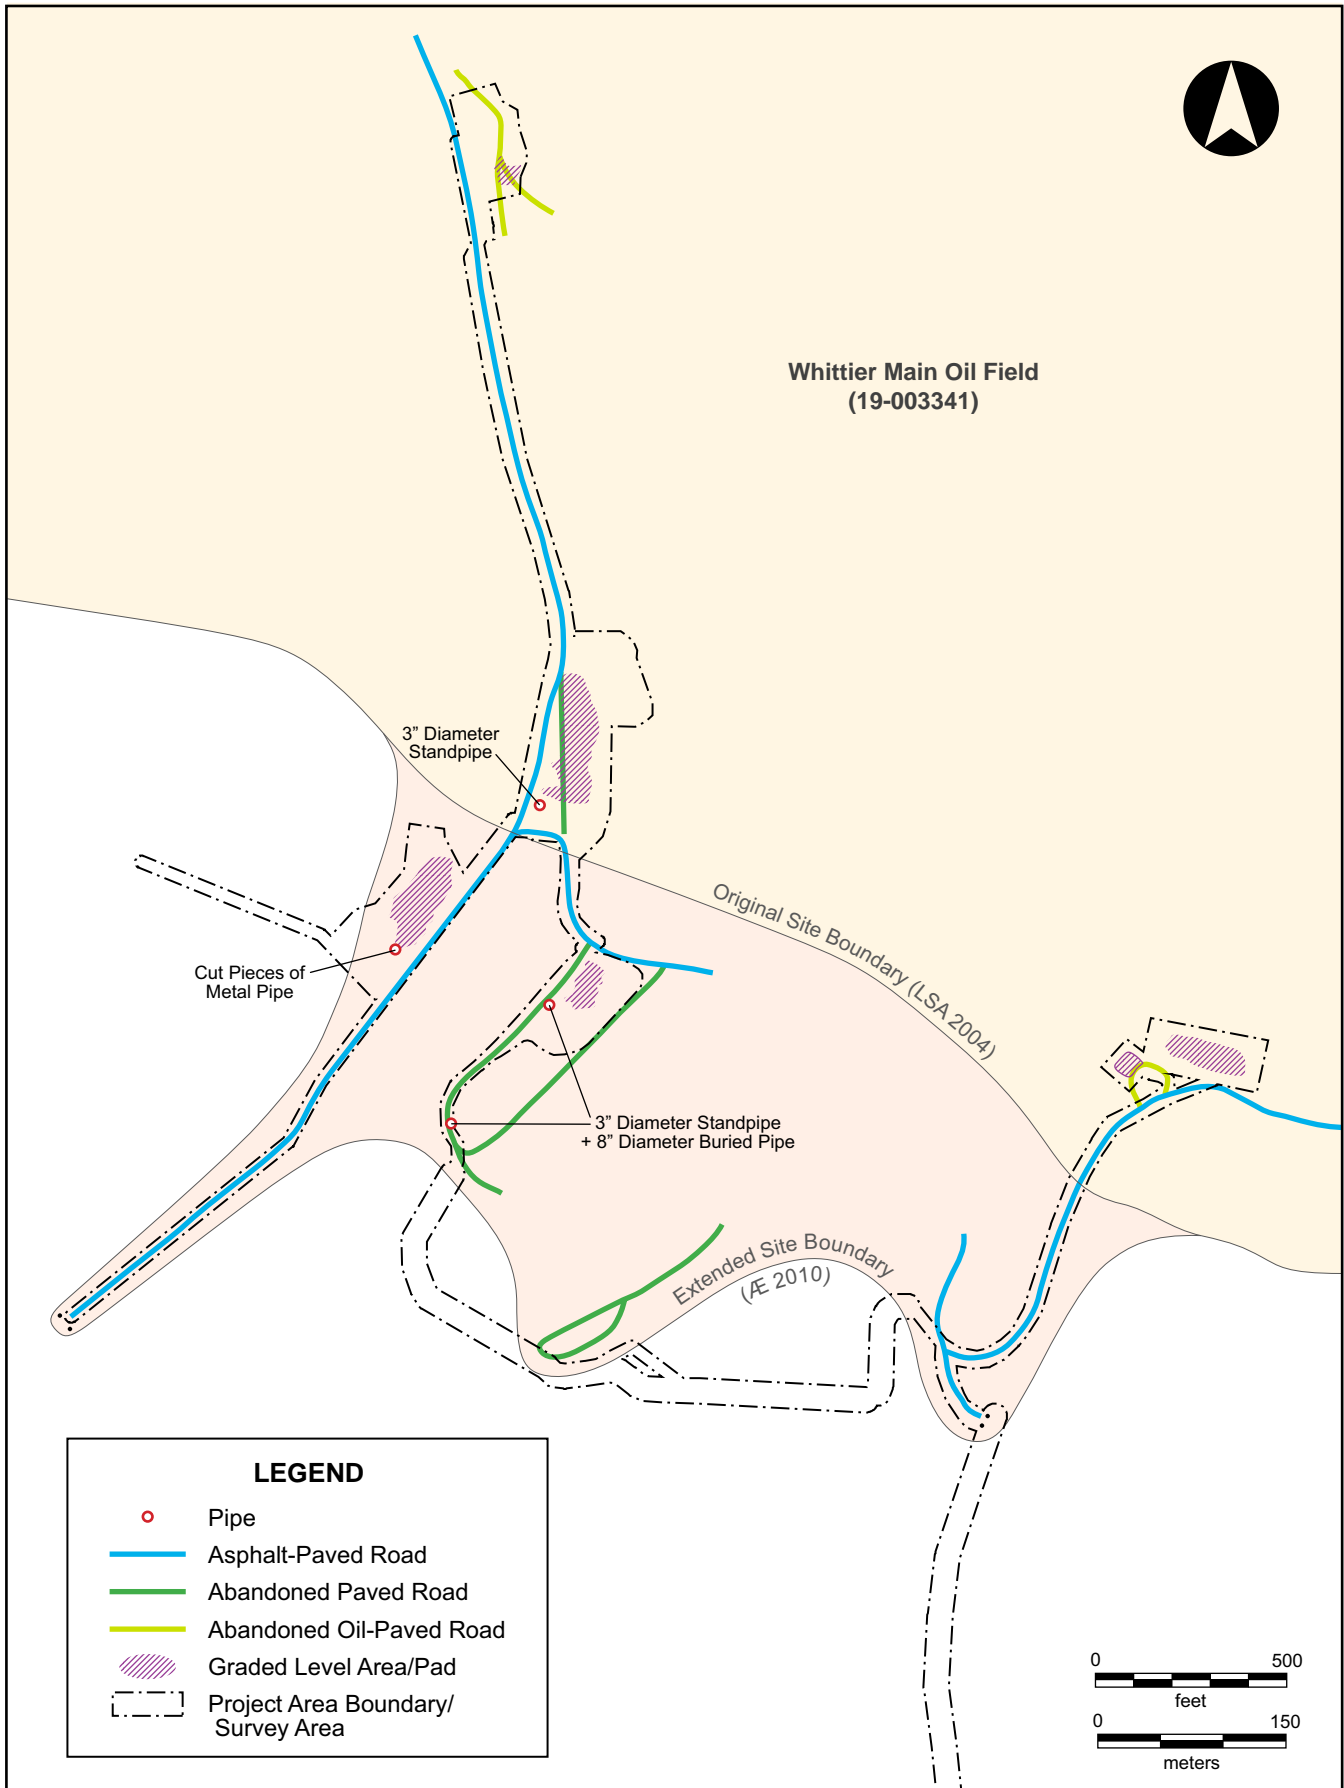 Whittier Main Oil Field
(19-003341)
3” Diameter
Standpipe
Original Site Boundary (LSA 2004)
Cut Pieces of
Metal Pipe
3” Diameter Standpipe
+ 8” Diameter Buried Pipe
Extended Site Boundary
(Æ 2010)
LEGEND
Pipe
Asphalt-Paved Road
Abandoned Paved Road
Abandoned Oil-Paved Road
Graded Level Area/Pad
Project Area Boundary/
Survey Area
0 500
feet
0 150
meters